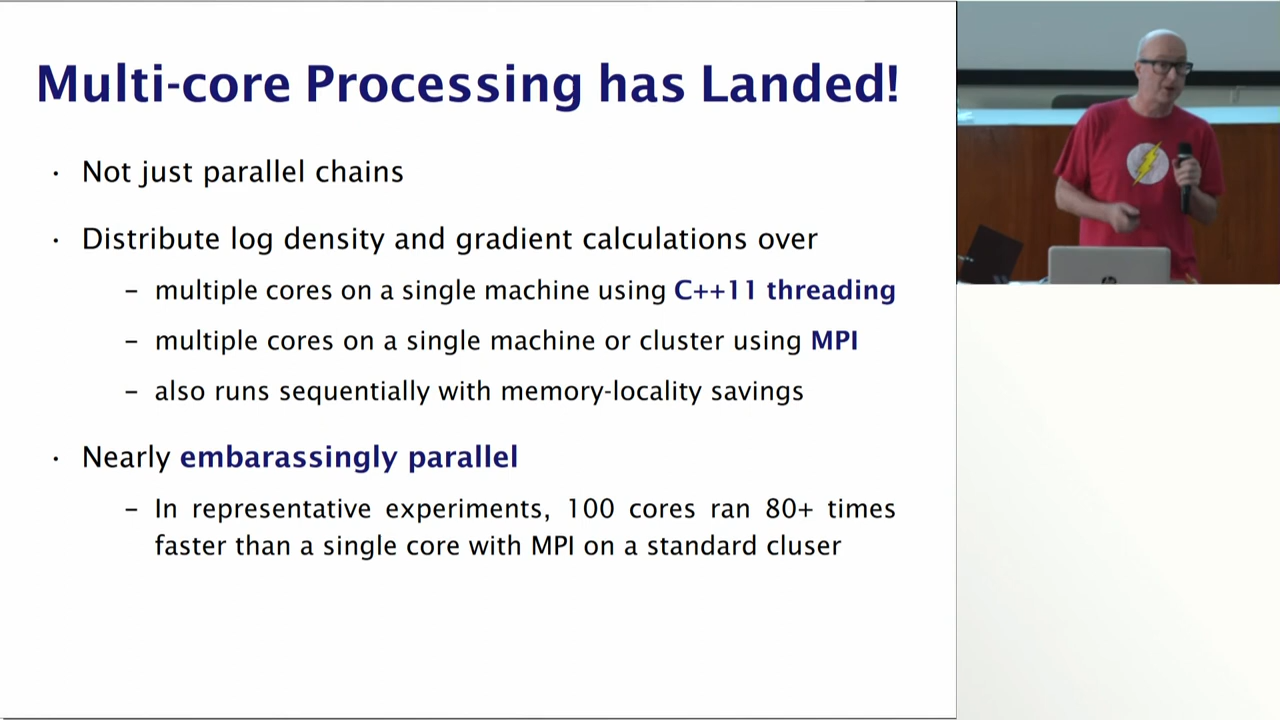 Multi-core Processing has Landed!
· Not just parallel chains
· Distribute log density and gradient calculations over
– multiple cores on a single machine using C++11 threading
– multiple cores on a single machine or cluster using MPI
– also runs sequentially with memory-locality savings
· Nearly embarassingly parallel
– In representative experiments, 100 cores ran 80+ times
faster than a single core with MPI on a standard cluser
hp